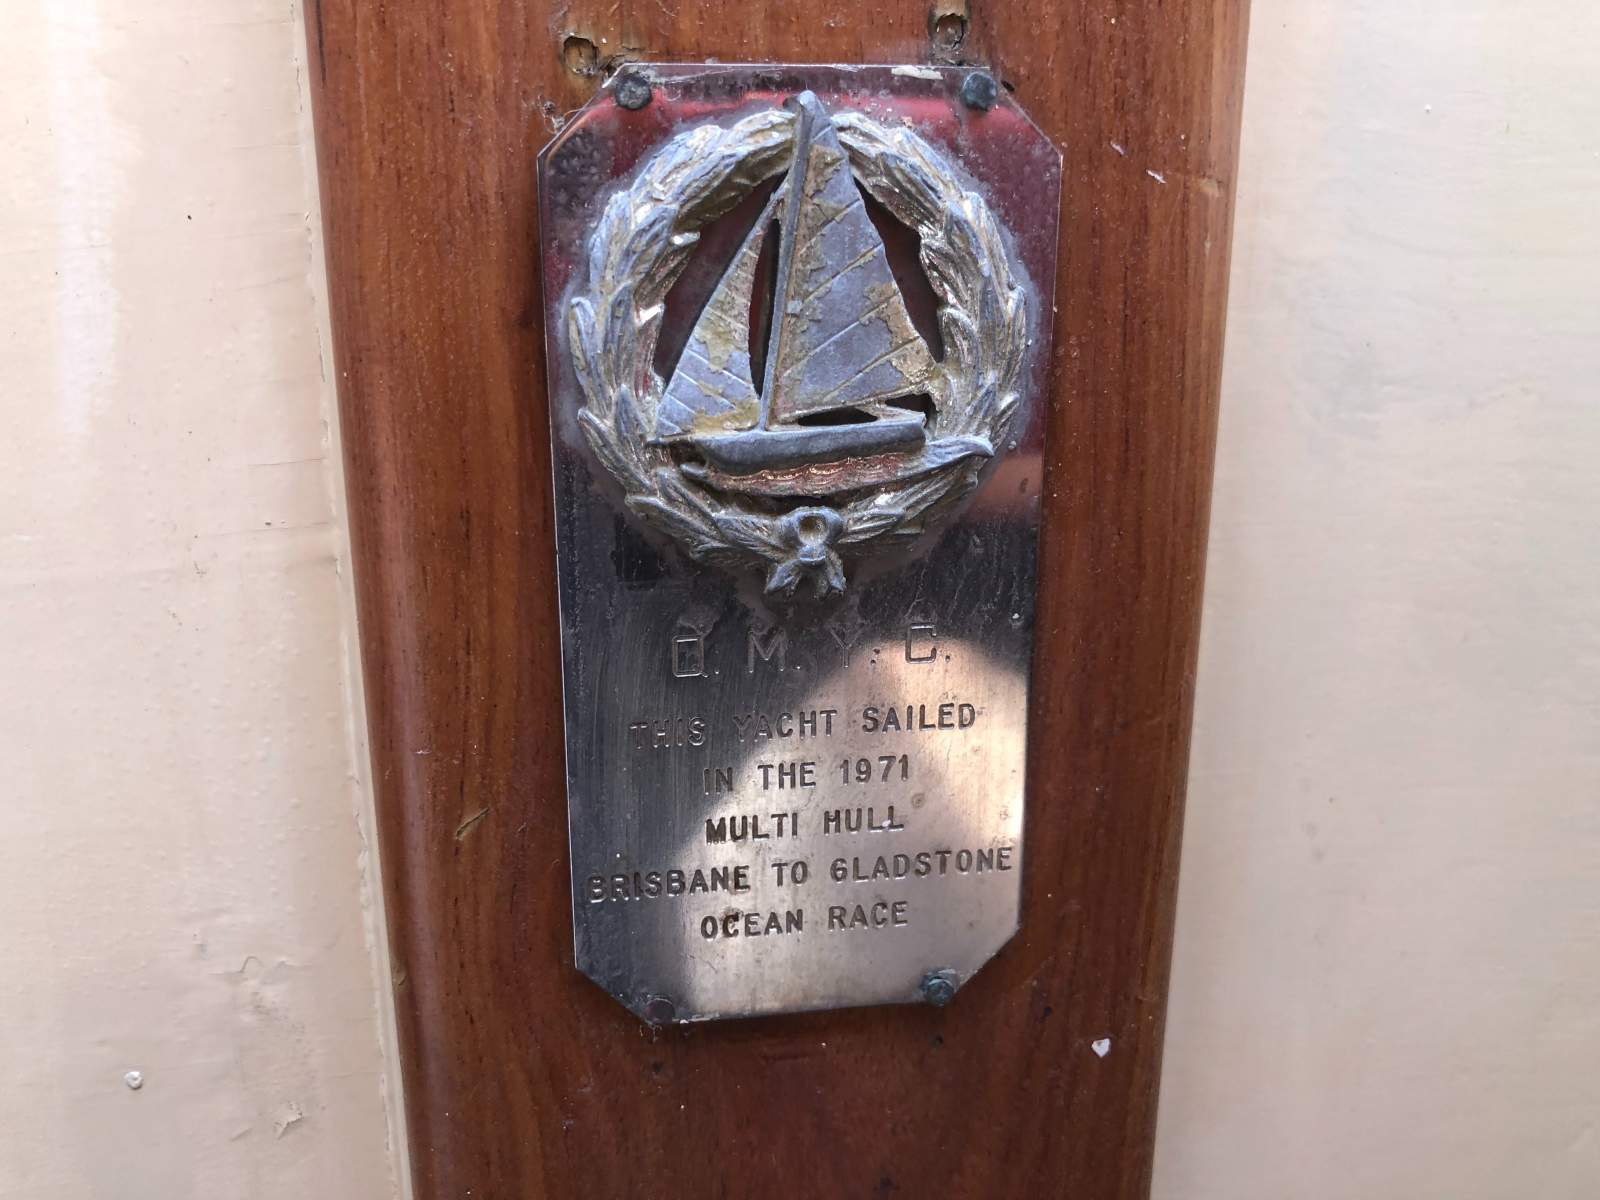 Q. M. Y. C.
THIS YACHT SAILED
IN THE 1971
MULTI HULL
BRISBANE TO GLADSTONE
OCEAN RACE